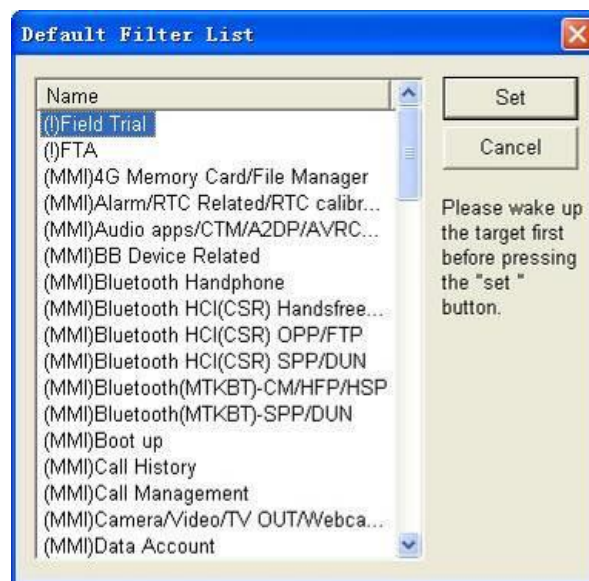 Default Filter List
Name
(!)Field Trial
(!)FTA
(MMI)4G Memory Card/File Manager
(MMI)Alarm/RTC Related/RTC calibr...
(MMI)Audio apps/CTM/A2DP/AVRC...
(MMI)BB Device Related
(MMI)Bluetooth Handphone
(MMI)Bluetooth HCI(CSR) Handsfree...
(MMI)Bluetooth HCI(CSR) OPP/FTP
(MMI)Bluetooth HCI(CSR) SPP/DUN
(MMI)Bluetooth(MTKBT)-CM/HFP/HSP
(MMI)Bluetooth(MTKBT)-SPP/DUN
(MMI)Boot up
(MMI)Call History
(MMI)Call Management
(MMI)Camera/Video/TV OUT/Webca...
(MMI)Data Account
Set
Cancel
Please wake up
the target first
before pressing
the "set "
button.